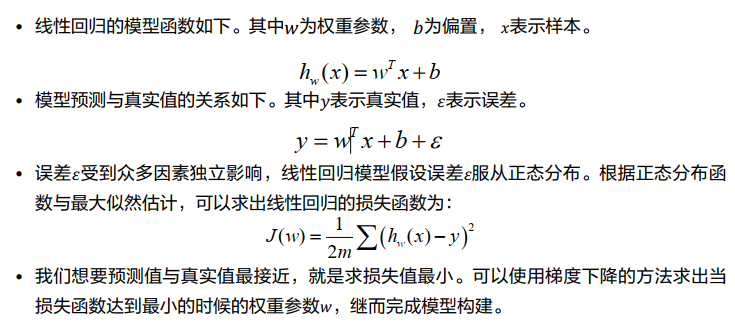 • 线性回归的模型函数如下。其中w为权重参数， b为偏置， x表示样本。
h_w(x) = w^T x + b
• 模型预测与真实值的关系如下。其中y表示真实值，ε表示误差。
y = w^T x + b + ε
• 误差ε受到众多因素独立影响，线性回归模型假设误差ε服从正态分布。根据正态分布函
数与最大似然估计，可以求出线性回归的损失函数为：
J(w) = 1/2m ∑(h_w(x) − y)^2
• 我们想要预测值与真实值最接近，就是求损失值最小。可以使用梯度下降的方法求出当
损失函数达到最小的时候的权重参数w，继而完成模型构建。